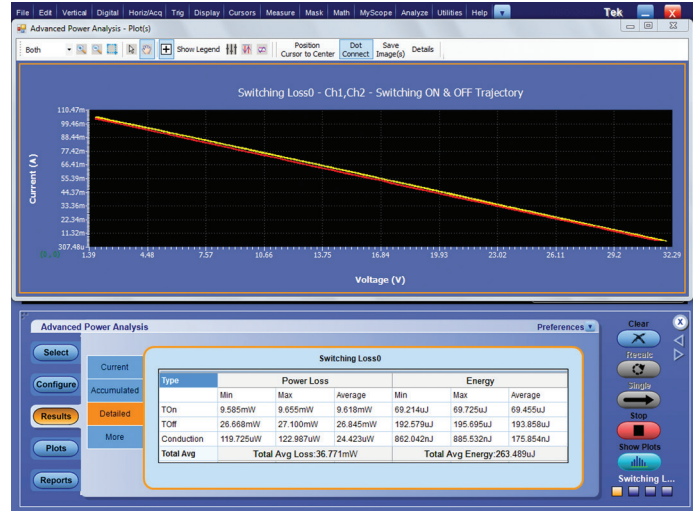 File Edit Vertical Digital Horiz/Acq Trig Display Cursors Measure Mask Math MyScope Analyze Utilities Help Tek X
Advanced Power Analysis - Plot(s)
Both Show Legend Position Cursor to Center Dot Connect Save Image(s) Details
Switching Loss0 - Ch1,Ch2 - Switching ON & OFF Trajectory
Current (A)
110.47m
99.46m
88.44m
77.42m
66.41m
55.39m
44.37m
33.36m
22.34m
11.32m
307.48u
1.39 4.48 7.57 10.66 13.75 16.84 19.93 23.02 26.11 29.2 32.29
Voltage (V)
Advanced Power Analysis Preferences Clear X
Select
Configure
Results
Plots
Reports
Current
Accumulated
Detailed
More
Switching Loss0
Type Power Loss Energy
Min Max Average Min Max Average
TOn 9.585mW 9.655mW 9.618mW 69.214uJ 69.725uJ 69.455uJ
TOff 26.668mW 27.100mW 26.845mW 192.579uJ 195.695uJ 193.858uJ
Conduction 119.725uW 122.987uW 24.423uW 862.042nJ 885.532nJ 175.854nJ
Total Avg Total Avg Loss:36.771mW Total Avg Energy:263.489uJ
Recalc
Single
Stop
Show Plots
Switching L...